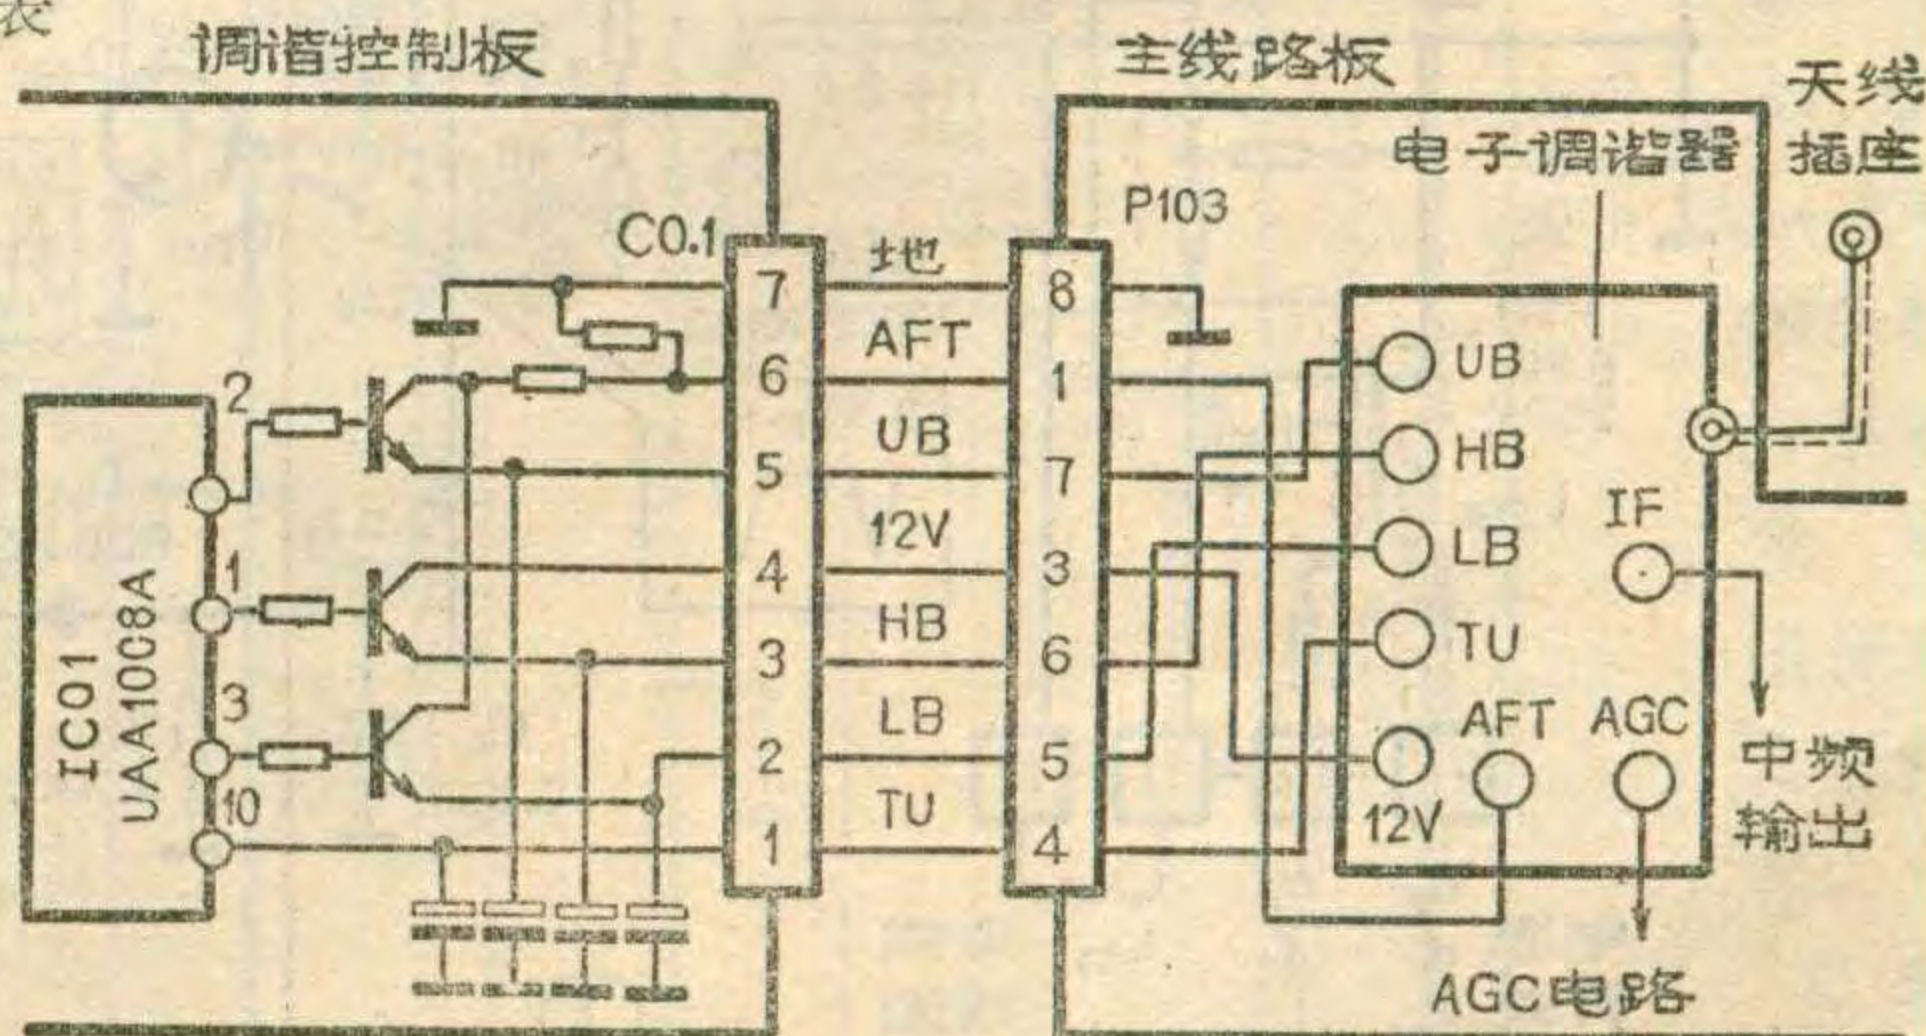 表
调谐控制板
主线路板
天线
插座
电子调谐器
P103
C0.1
地
7
8
AFT
6
1
UB
5
7
12V
4
3
HB
3
6
LB
2
5
TU
1
4
2
1
3
10
IC01
UAA1008A
UB
HB
LB
TU
12V
AFT
AGC
IF
中频
输出
AGC电路